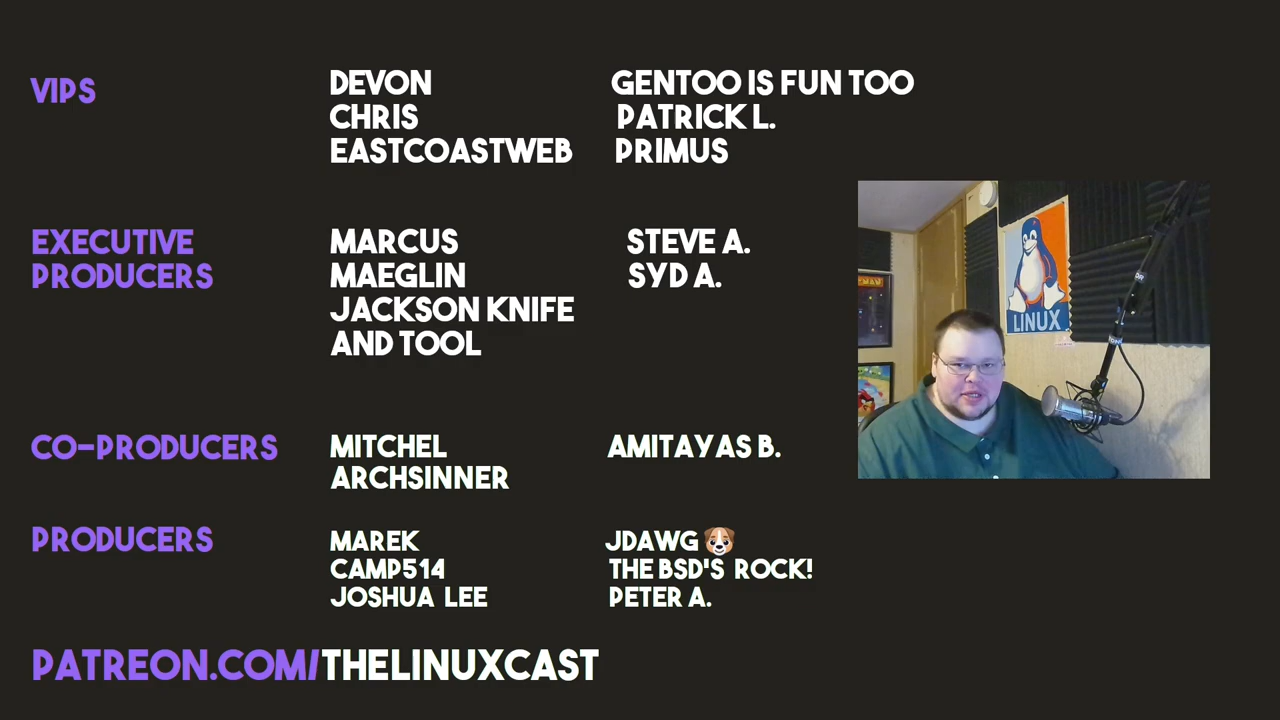 VIPS
DEVON
CHRIS
EASTCOASTWEB
GENTOO IS FUN TOO
PATRICK L.
PRIMUS
EXECUTIVE
PRODUCERS
MARCUS
MAEGLIN
JACKSON KNIFE
AND TOOL
STEVE A.
SYD A.
CO-PRODUCERS
MITCHEL
ARCHSINNER
AMITAYAS B.
PRODUCERS
MAREK
CAMP514
JOSHUA LEE
JDAWG 🐶
THE BSD'S ROCK!
PETER A.
PATREON.COM/THELINUXCAST
LINUX